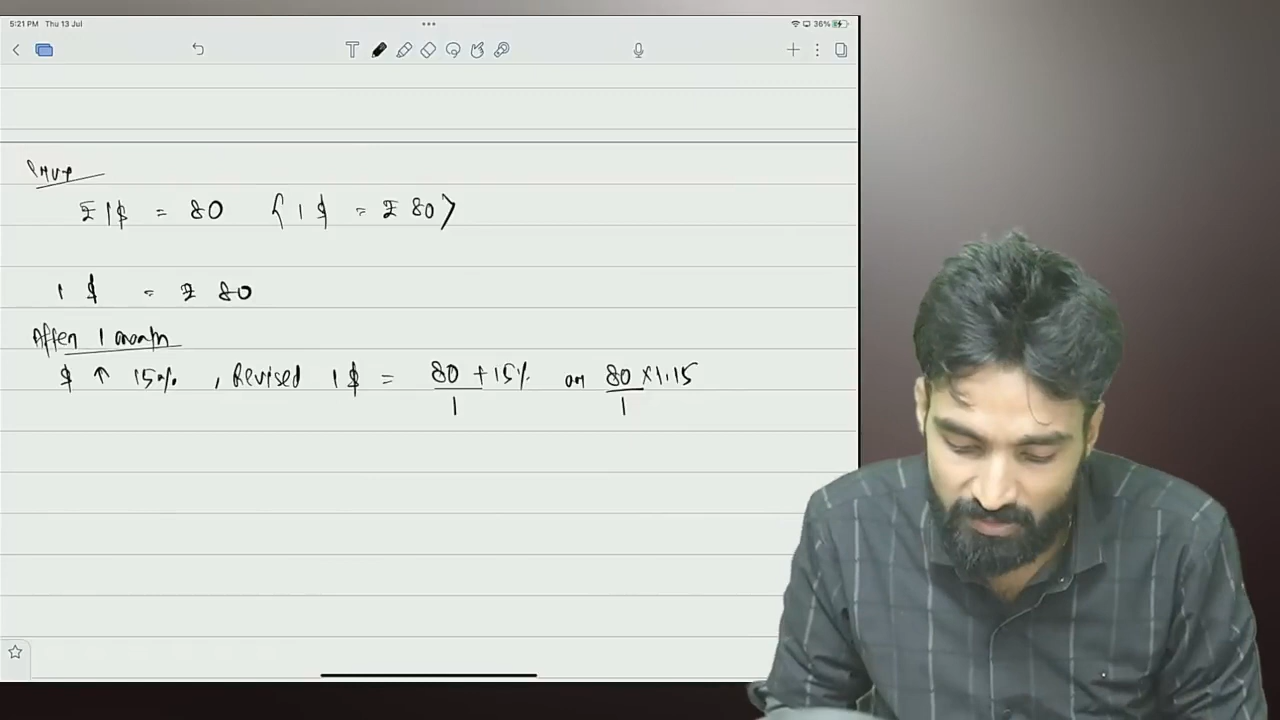 5:21 PM Thu 13 Jul
36%
T
₹ 1$ = 80 { 1 $ = ₹ 80 }
1 $ = ₹ 80
After 1 month
$ ↑ 15% , Revised 1 $ = 80/1 + 15% or 80/1 × 1.15